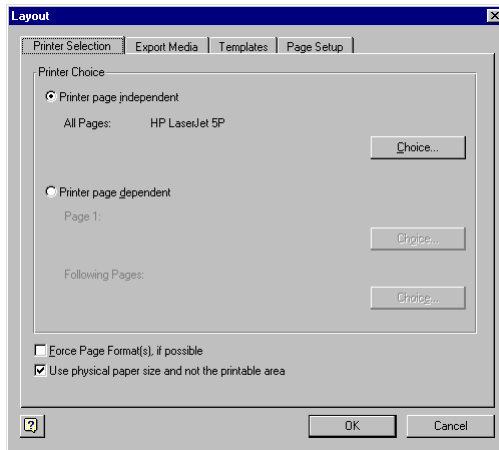 Layout
Printer Selection Export Media Templates Page Setup
Printer Choice
Printer page independent
All Pages: HP LaserJet 5P
Choice...
Printer page dependent
Page 1:
Choice...
Following Pages:
Choice...
Force Page Format(s), if possible
Use physical paper size and not the printable area
? OK Cancel